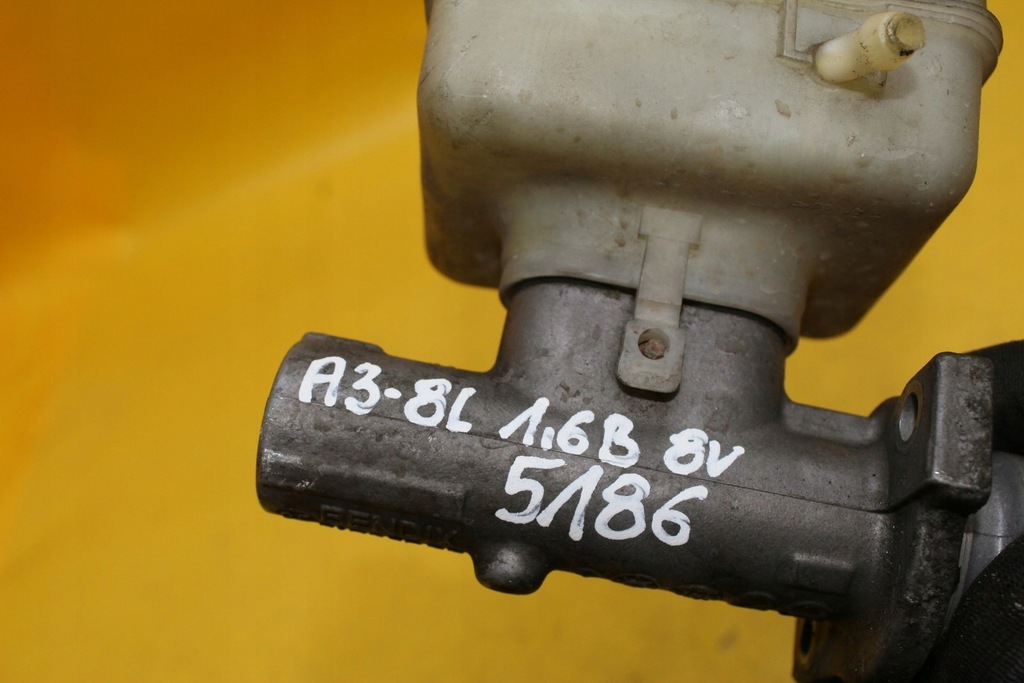 A3-8L 1.6B 8V
5186
BENDIX